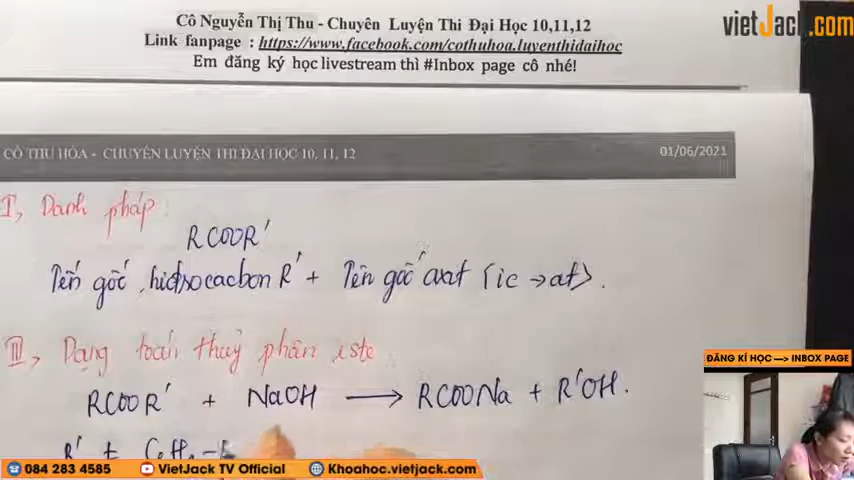 Cô Nguyễn Thị Thu - Chuyên Luyện Thi Đại Học 10,11,12
Link fanpage : https://www.facebook.com/cothuhoa.luyenthidaihoc
Em đăng ký học livestream thì #Inbox page cô nhé!
vietJack.com
CÔ THU HÓA - CHUYÊN LUYỆN THI ĐẠI HỌC 10, 11, 12
01/06/2021
I, Danh pháp :
RCOOR'
Tên gốc hiđrocacbon R' + Tên gốc axit (ic → at).
III, Dạng toán thuỷ phân este
RCOOR' + NaOH → RCOONa + R'OH.
R' ≠ C6H5 -
ĐĂNG KÍ HỌC —> INBOX PAGE
084 283 4585 VietJack TV Official Khoahoc.vietjack.com